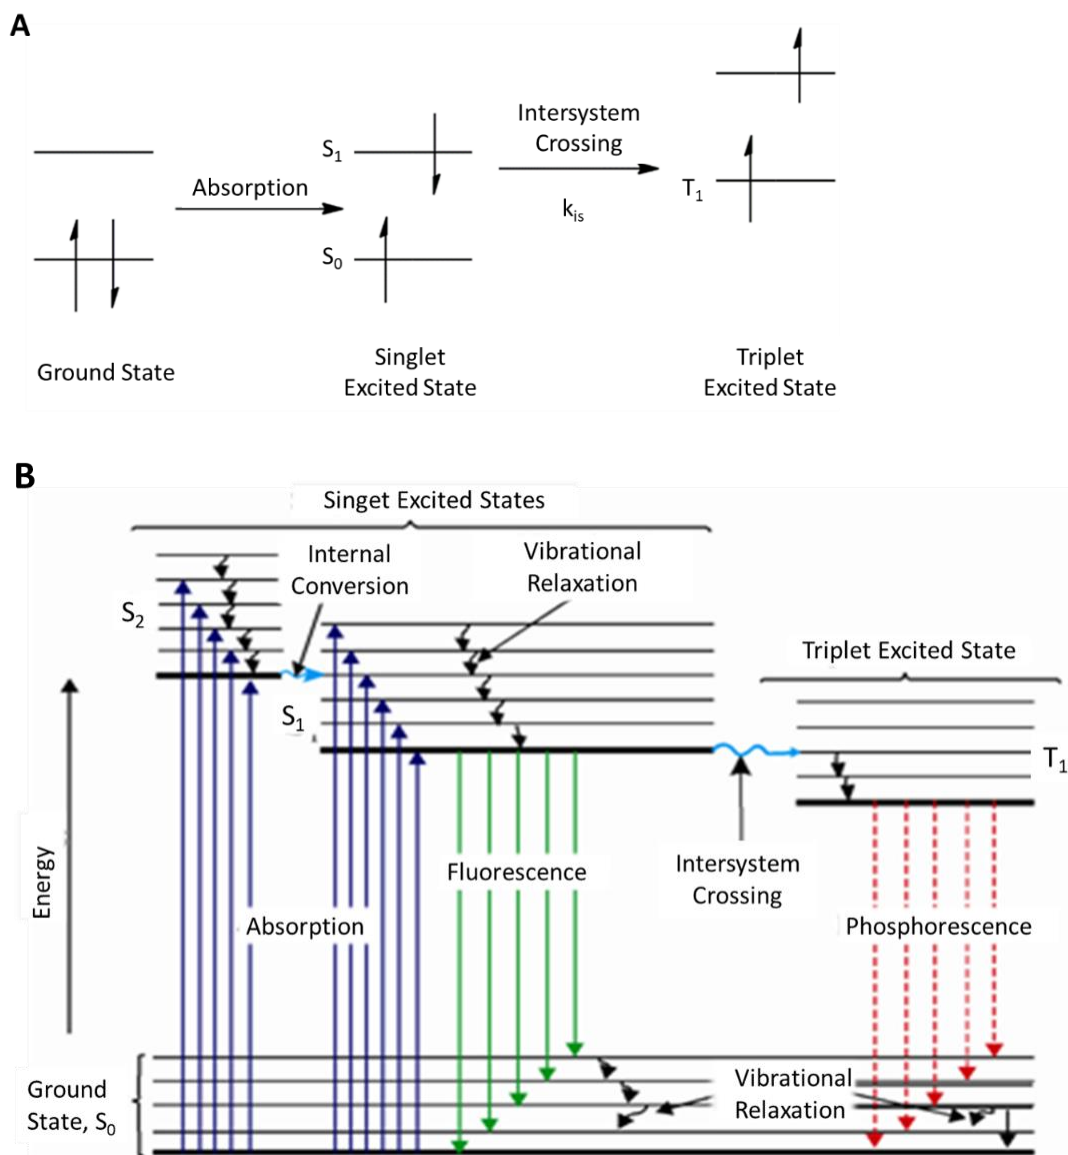 A
Intersystem
Crossing
S₁
Absorption
T₁
kᵢₛ
S₀
Ground State
Singlet
Excited State
Triplet
Excited State
B
Singet Excited States
Internal
Conversion
Vibrational
Relaxation
S₂
Triplet Excited State
S₁
T₁
Energy
Fluorescence
Intersystem
Crossing
Absorption
Phosphorescence
Ground
State, S₀
Vibrational
Relaxation